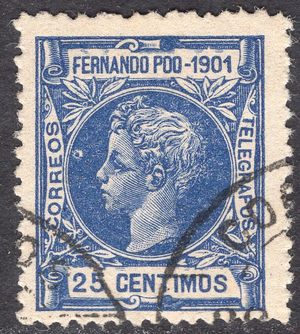 FERNANDO POO-1901
CORREOS
TELEGRAFOS
25 CENTIMOS